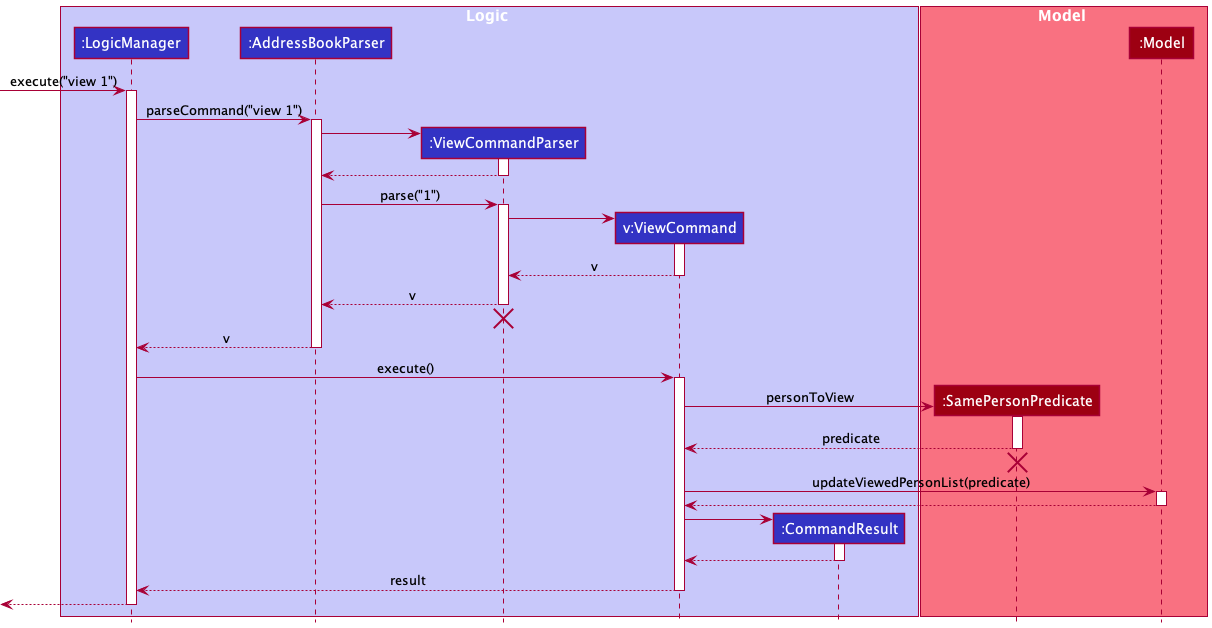 Logic
Model
:LogicManager
:AddressBookParser
:Model
execute("view 1")
parseCommand("view 1")
:ViewCommandParser
parse("1")
v:ViewCommand
v
v
v
execute()
personToView
:SamePersonPredicate
predicate
updateViewedPersonList(predicate)
:CommandResult
result